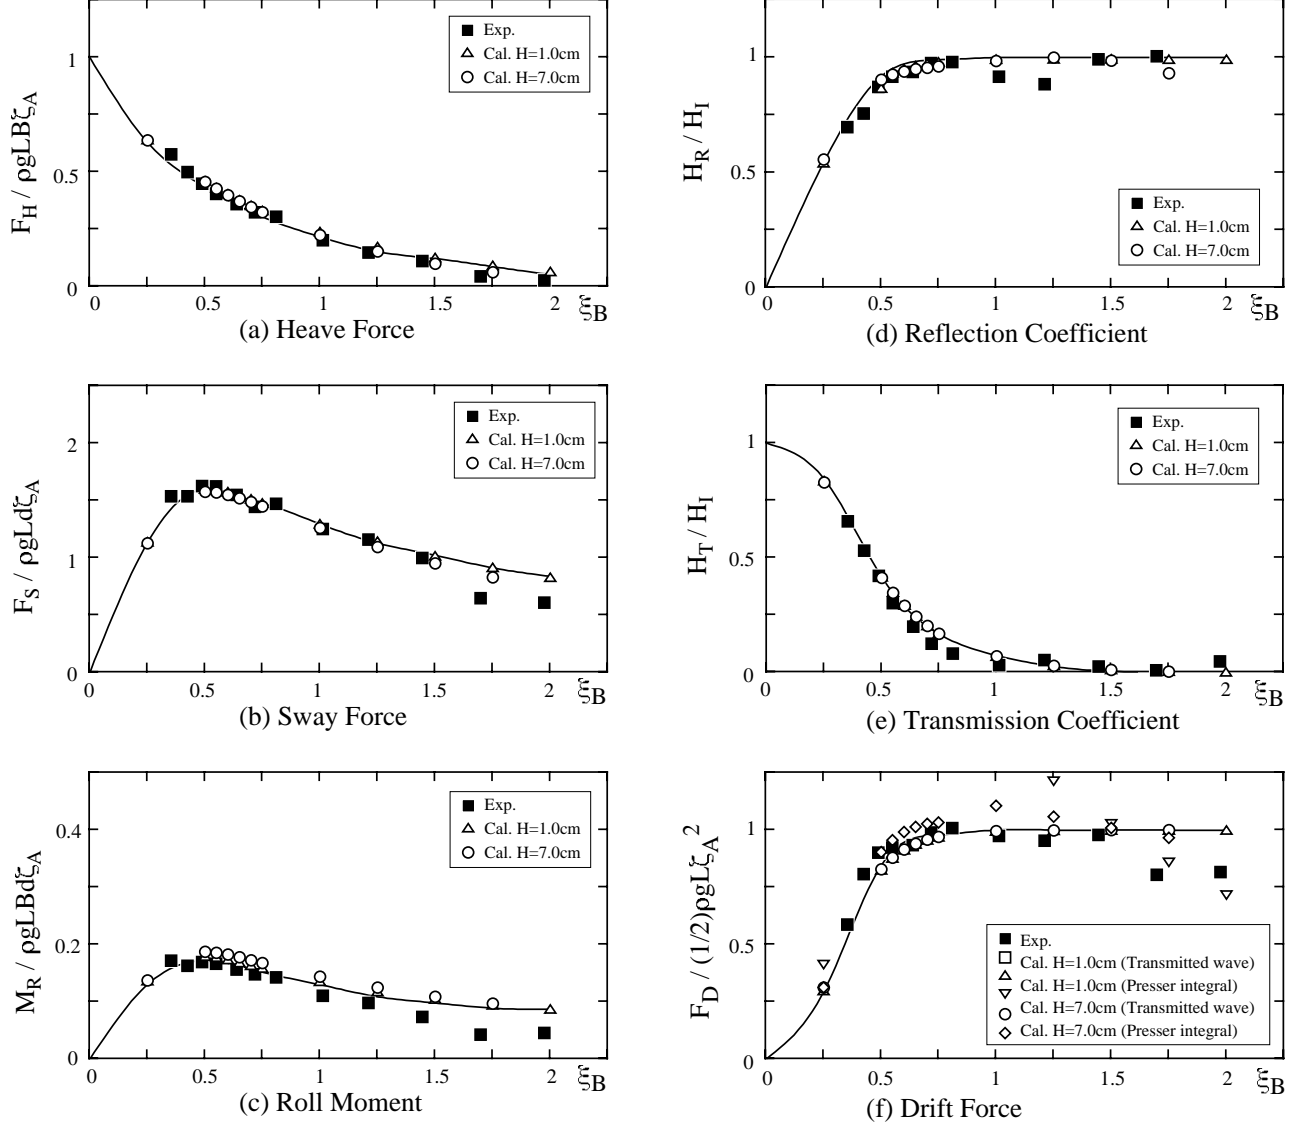 F_H / ρgLBζ_A
1
0.5
0
0
0.5
1
1.5
2
ξ_B
Exp.
Cal. H=1.0cm
Cal. H=7.0cm
(a) Heave Force
F_S / ρgLdζ_A
2
1
0
0
0.5
1
1.5
2
ξ_B
Exp.
Cal. H=1.0cm
Cal. H=7.0cm
(b) Sway Force
M_R / ρgLBdζ_A
0.4
0.2
0
0
0.5
1
1.5
2
ξ_B
Exp.
Cal. H=1.0cm
Cal. H=7.0cm
(c) Roll Moment
H_R / H_I
1
0.5
0
0
0.5
1
1.5
2
ξ_B
Exp.
Cal. H=1.0cm
Cal. H=7.0cm
(d) Reflection Coefficient
H_T / H_I
1
0.5
0
0
0.5
1
1.5
2
ξ_B
Exp.
Cal. H=1.0cm
Cal. H=7.0cm
(e) Transmission Coefficient
F_D / (1/2)ρgLζ_A^2
1
0.5
0
0
0.5
1
1.5
2
ξ_B
Exp.
Cal. H=1.0cm (Transmitted wave)
Cal. H=1.0cm (Presser integral)
Cal. H=7.0cm (Transmitted wave)
Cal. H=7.0cm (Presser integral)
(f) Drift Force